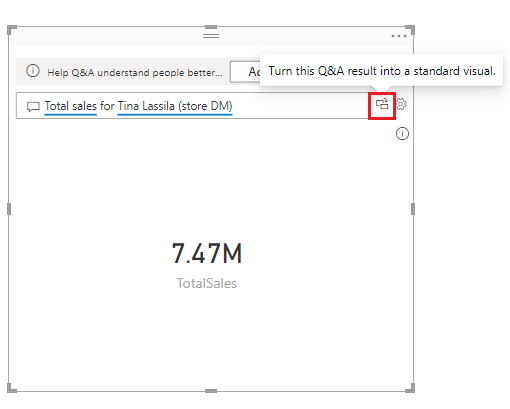 Turn this Q&A result into a standard visual.
Help Q&A understand people better...
Total sales for Tina Lassila (store DM)
7.47M
TotalSales